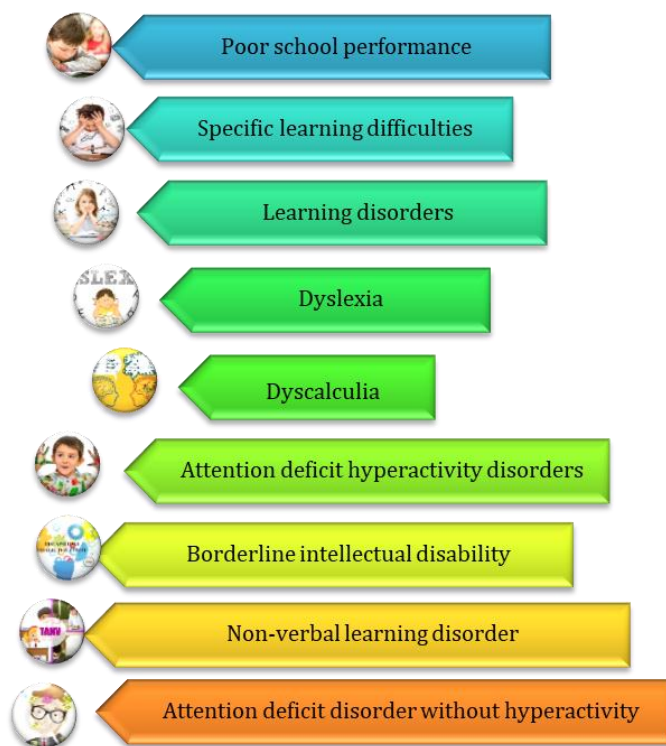 Poor school performance
Specific learning difficulties
Learning disorders
SLEX
Dyslexia
Dyscalculia
Attention deficit hyperactivity disorders
Borderline intellectual disability
Non-verbal learning disorder
Attention deficit disorder without hyperactivity